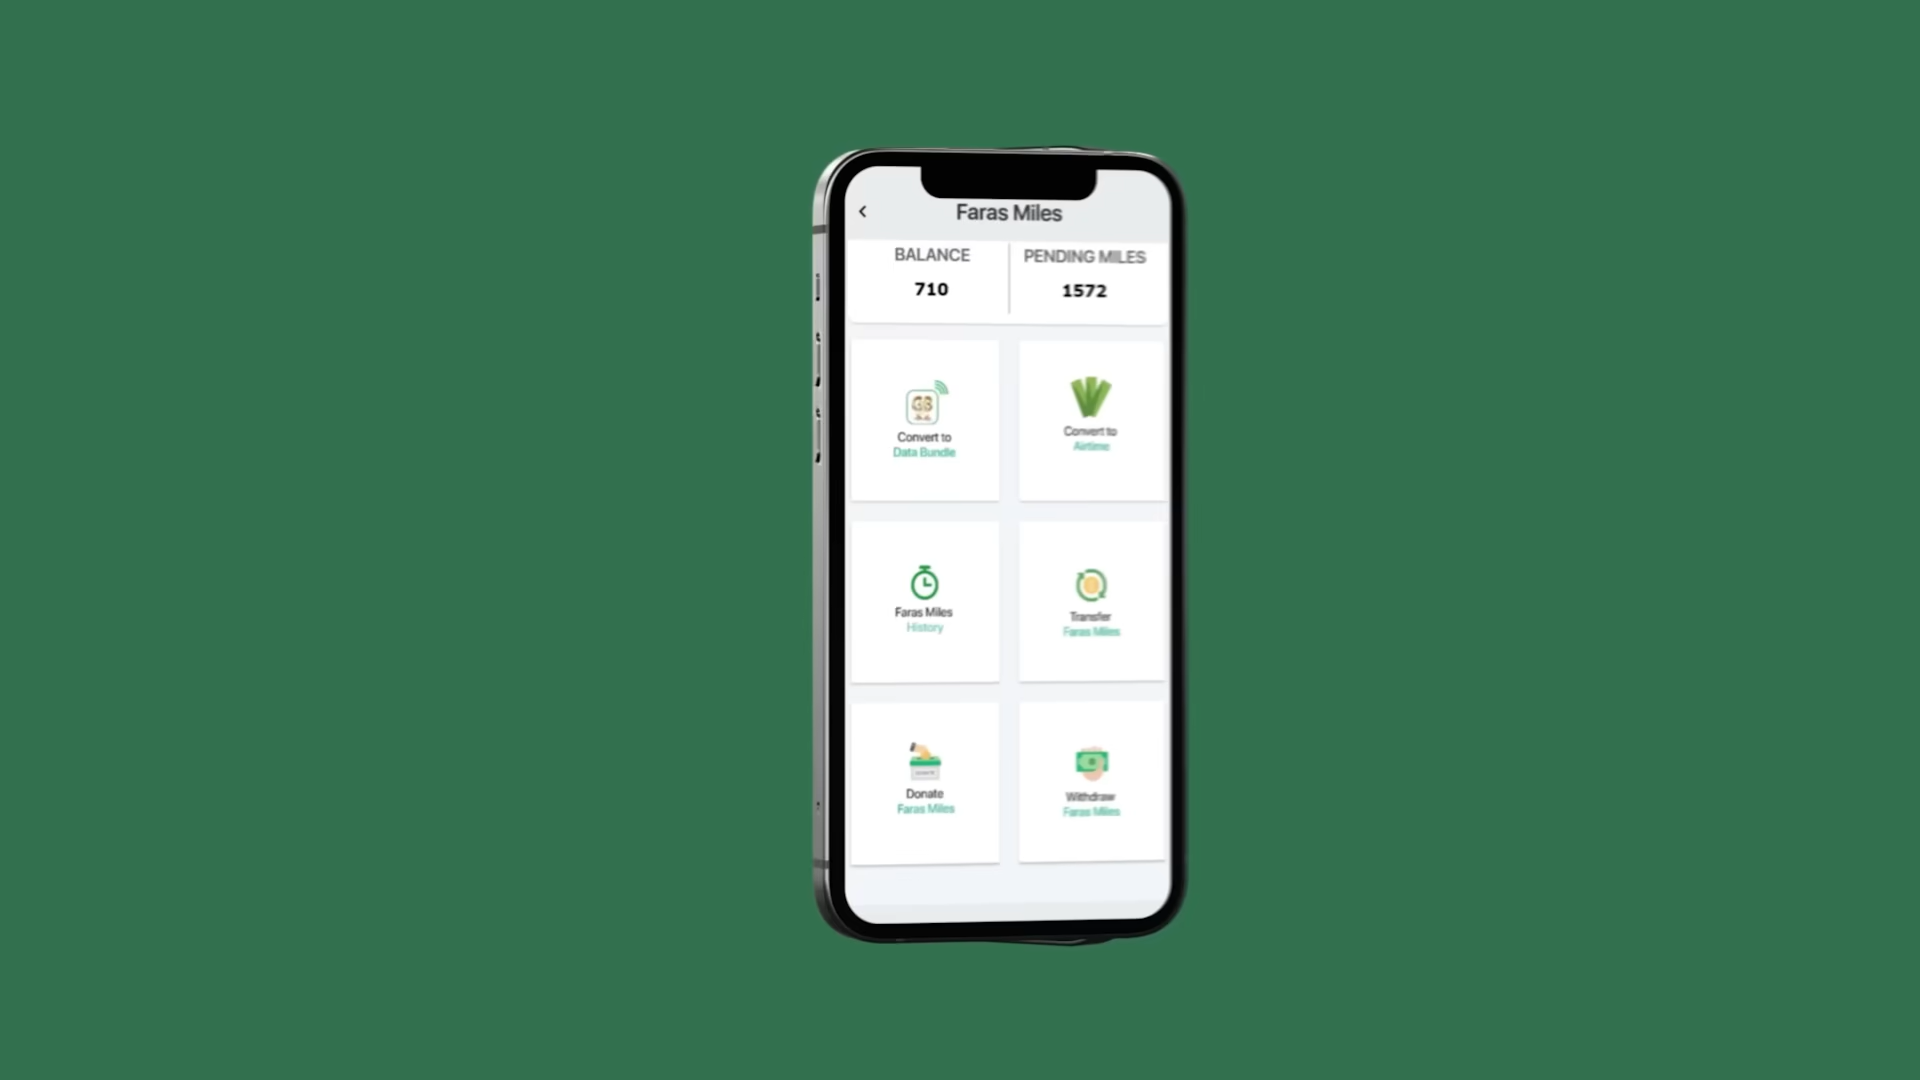 Faras Miles
BALANCE
710
PENDING MILES
1572
Convert to
Data Bundle
Convert to
Airtime
Faras Miles
History
Transfer
Faras Miles
Donate
Faras Miles
Withdraw
Faras Miles